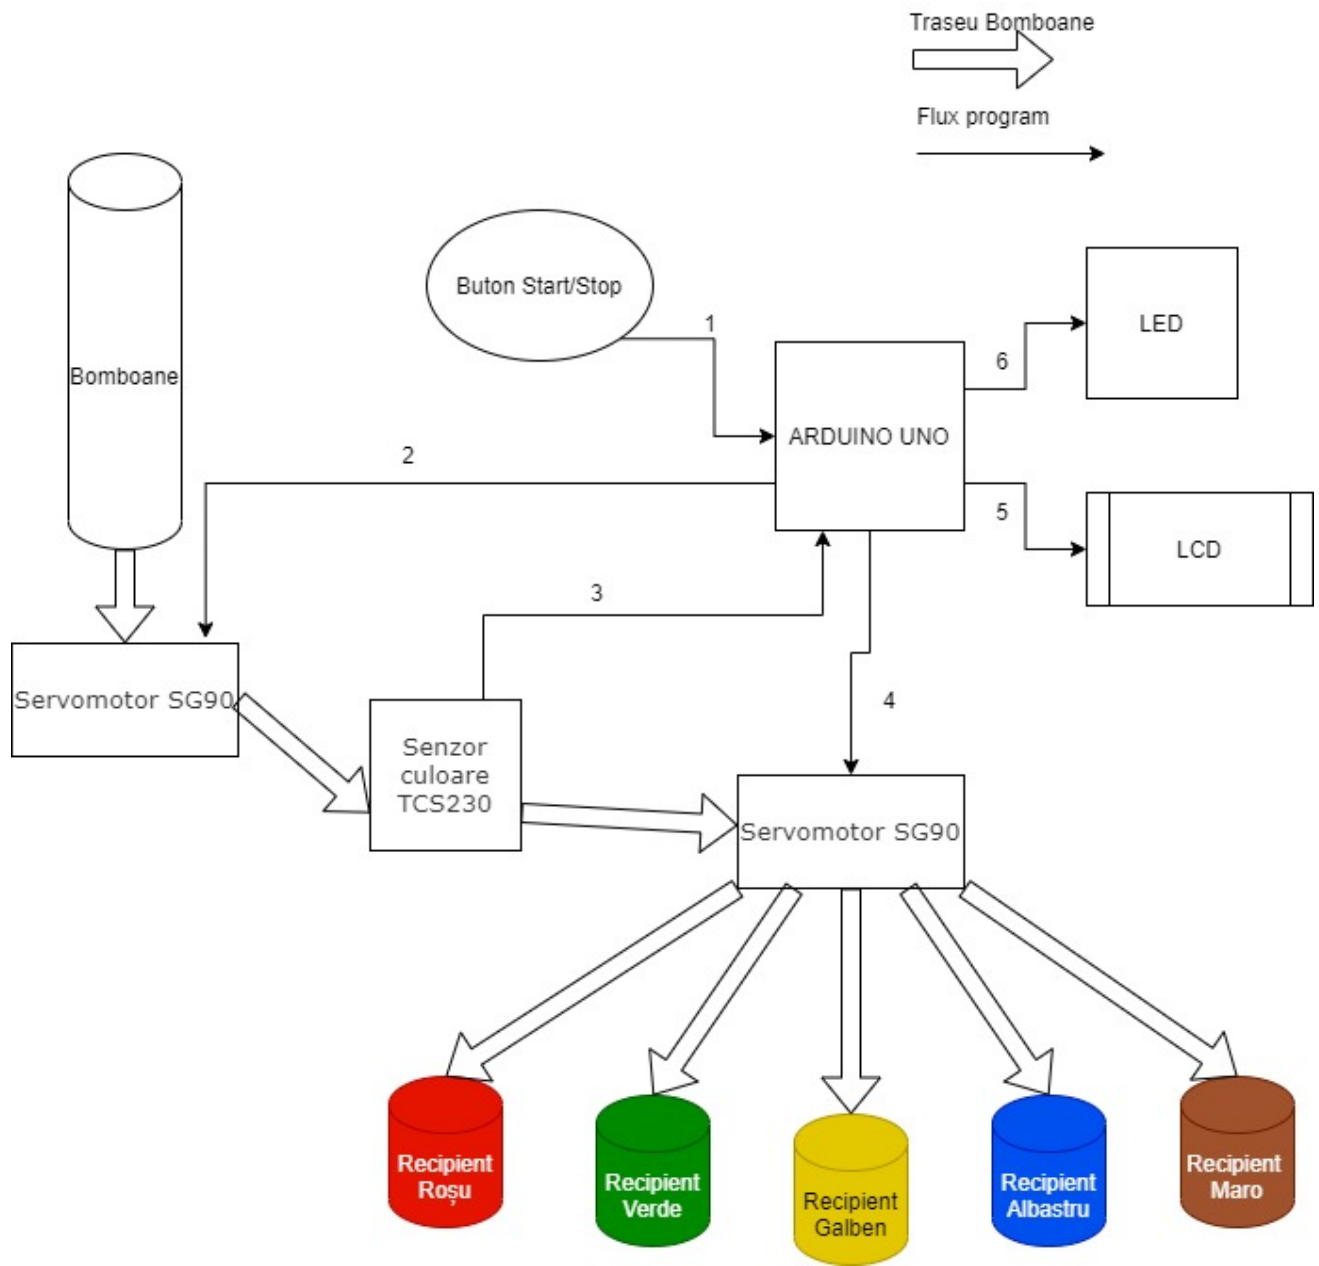 Traseu Bomboane
Flux program
Buton Start/Stop
1
LED
6
Bomboane
ARDUINO UNO
2
5
LCD
3
Servomotor SG90
4
Senzor
culoare
TCS230
Servomotor SG90
Recipient
Roșu
Recipient
Verde
Recipient
Galben
Recipient
Albastru
Recipient
Maro